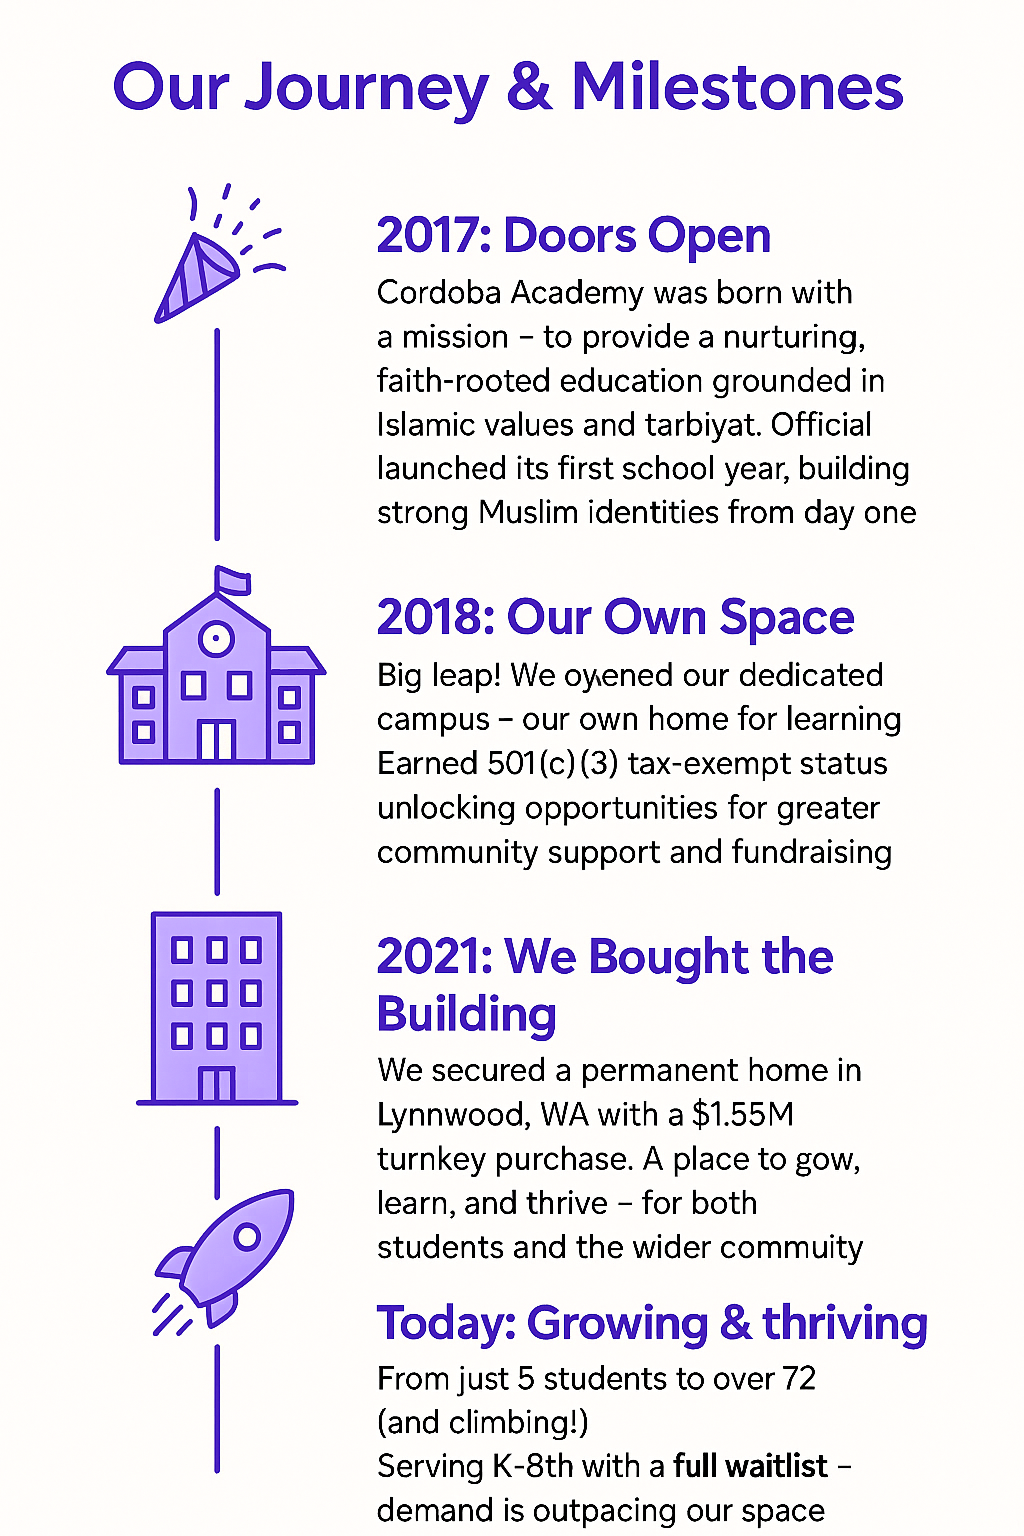 Our Journey & Milestones
2017: Doors Open
Cordoba Academy was born with
a mission – to provide a nurturing,
faith-rooted education grounded in
Islamic values and tarbiyat. Official
launched its first school year, building
strong Muslim identities from day one
2018: Our Own Space
Big leap! We oyened our dedicated
campus – our own home for learning
Earned 501(c)(3) tax-exempt status
unlocking opportunities for greater
community support and fundraising
2021: We Bought the
Building
We secured a permanent home in
Lynnwood, WA with a $1.55M
turnkey purchase. A place to gow,
learn, and thrive – for both
students and the wider commuity
Today: Growing & thriving
From just 5 students to over 72
(and climbing!)
Serving K-8th with a full waitlist –
demand is outpacing our space